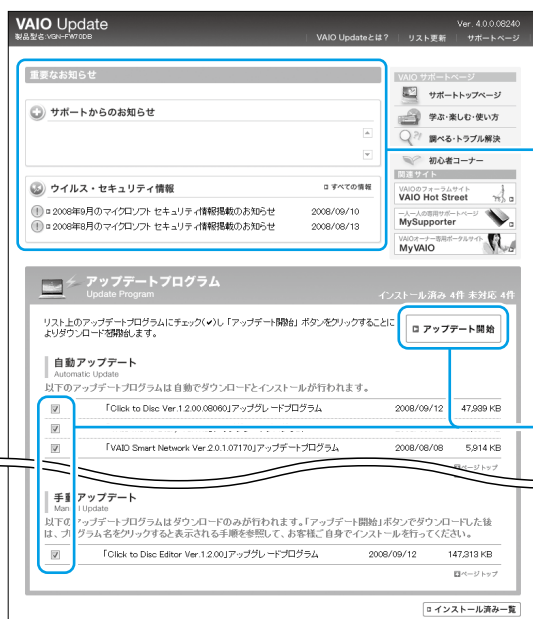 VAIO Update
Ver. 4.0.0.08240
製品型名:VGN-FW70DB
VAIO Updateとは? リスト更新 サポートページ
重要なお知らせ
サポートからのお知らせ
ウイルス・セキュリティ情報
すべての情報
2008年9月のマイクロソフト セキュリティ情報掲載のお知らせ 2008/09/10
2008年8月のマイクロソフト セキュリティ情報掲載のお知らせ 2008/08/13
VAIO サポートページ
サポートトップページ
学ぶ・楽しむ・使い方
調べる・トラブル解決
初心者コーナー
関連サイト
VAIOのフォーラムサイト
VAIO Hot Street
一人一人の専用サポートページ
MySupporter
VAIOオーナー専用ポータルサイト
MyVAIO
アップデートプログラム
Update Program
インストール済み 4件 未対応 4件
リスト上のアップデートプログラムにチェック(✔)し「アップデート開始」ボタンをクリックすることに
よりダウンロードを開始します。
アップデート開始
自動アップデート
Automatic Update
以下のアップデートプログラムは自動でダウンロードとインストールが行われます。
「Click to Disc Ver.1.2.00.08060」アップグレードプログラム 2008/09/12 47,939 KB
「VAIO Smart Network Ver.2.0.1.07170」アップデートプログラム 2008/08/08 5,914 KB
ページトップ
手動アップデート
Manual Update
以下のアップデートプログラムはダウンロードのみが行われます。「アップデート開始」ボタンでダウンロードした後
は、プログラム名をクリックすると表示される手順を参照して、お客様ご自身でインストールを行ってください。
「Click to Disc Editor Ver.1.2.00」アップグレードプログラム 2008/09/12 147,313 KB
ページトップ
インストール済み一覧